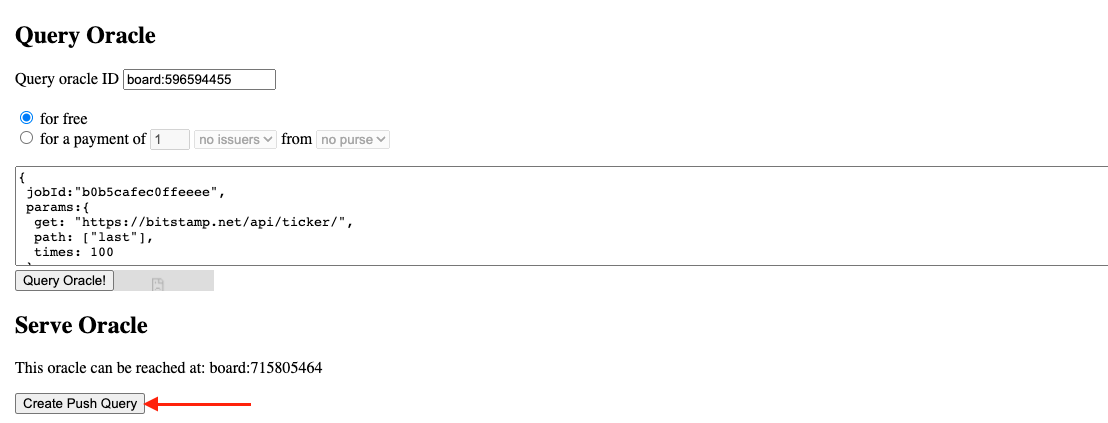 Query Oracle
Query oracle ID board:596594455
for free
for a payment of 1 no issuers from no purse
{
jobId:"b0b5cafec0ffeeee",
params:{
get: "https://bitstamp.net/api/ticker/",
path: ["last"],
times: 100
Query Oracle!
Serve Oracle
This oracle can be reached at: board:715805464
Create Push Query